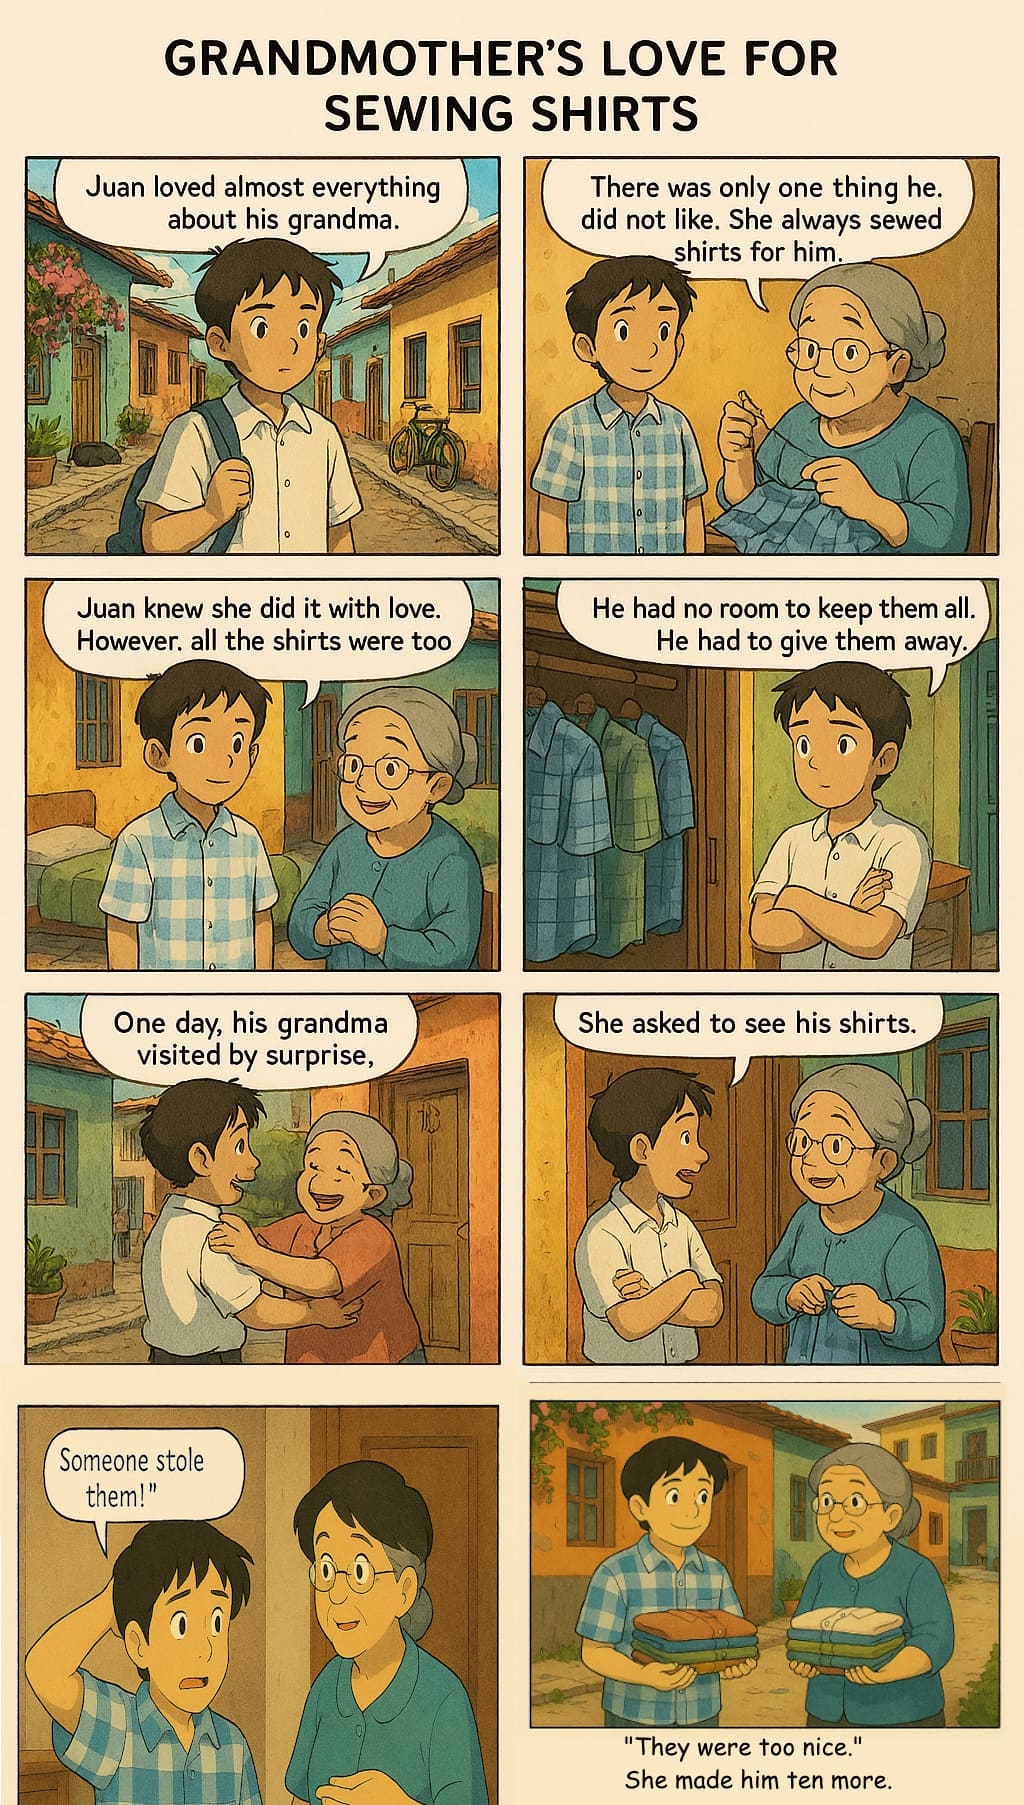 GRANDMOTHER'S LOVE FOR
SEWING SHIRTS
Juan loved almost everything
about his grandma.
There was only one thing he.
did not like. She always sewed
shirts for him.
Juan knew she did it with love.
However. all the shirts were too
He had no room to keep them all.
He had to give them away.
One day, his grandma
visited by surprise,
She asked to see his shirts.
Someone stole
them!"
"They were too nice."
She made him ten more.